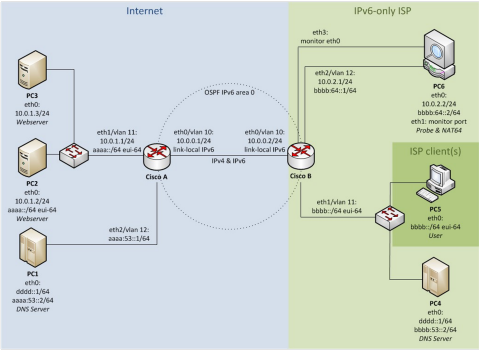 Internet
IPv6-only ISP
eth3:
monitor eth0
eth2/vlan 12:
10.0.2.1/24
bbbb:64::1/64
PC6
eth0:
10.0.2.2/24
bbbb:64::2/64
eth1: monitor port
Probe & NAT64
OSPF IPv6 area 0
PC3
eth0:
10.0.1.3/24
Webserver
eth1/vlan 11:
10.0.1.1/24
aaaa::/64 eui-64
eth0/vlan 10:
10.0.0.1/24
link-local IPv6
eth0/vlan 10:
10.0.0.2/24
link-local IPv6
IPv4 & IPv6
Cisco A
Cisco B
ISP client(s)
PC2
eth0:
10.0.1.2/24
aaaa::/64 eui-64
Webserver
eth1/vlan 11:
bbbb::/64 eui-64
PC5
eth0:
bbbb::/64 eui-64
User
eth2/vlan 12:
aaaa:53::1/64
PC1
eth0:
dddd::1/64
aaaa:53::2/64
DNS Server
PC4
eth0:
dddd::1/64
bbbb:53::2/64
DNS Server